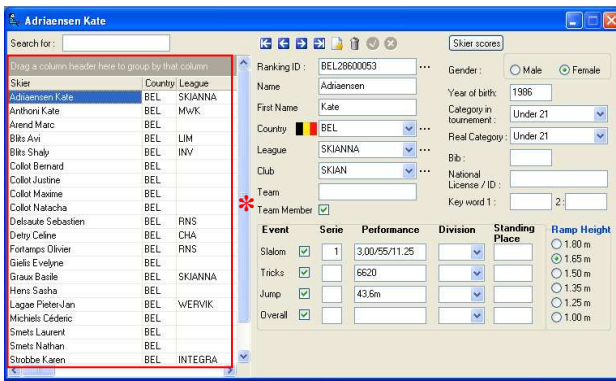 Adriaensen Kate
Search for :
Skier scores
Drag a column header here to group by that column
Skier Country League
Adriaensen Kate BEL SKIANNA
Anthoni Kate BEL MWK
Arend Marc BEL
Blits Avi BEL LIM
Blits Shaly BEL INV
Collot Bernard BEL
Collot Justine BEL
Collot Maxime BEL
Collot Natacha BEL
Delsaute Sebastien BEL RNS
Detry Celine BEL CHA
Fortamps Olivier BEL RNS
Gielis Evelyne BEL
Graux Basile BEL SKIANNA
Hens Sasha BEL
Lagae Pieter-Jan BEL WERVIK
Michiels Céderic BEL
Smets Laurent BEL
Smets Nathan BEL
Strobbe Karen BEL INTEGRA
Ranking ID : BEL28600053 ...
Name Adriaensen
First Name Kate
Country BEL ...
League SKIANNA ...
Club SKIAN ...
Team
* Team Member
Gender : Male Female
Year of birth: 1986
Category in tournement : Under 21
Real Category : Under 21
Bib :
National
License / ID :
Key word 1 : 2 :
Event Serie Performance Division Standing Place Ramp Height
Slalom 1 3,00/55/11.25
Tricks 6620
Jump 43,6m
Overall
1.80 m
1.65 m
1.50 m
1.35 m
1.25 m
1.00 m